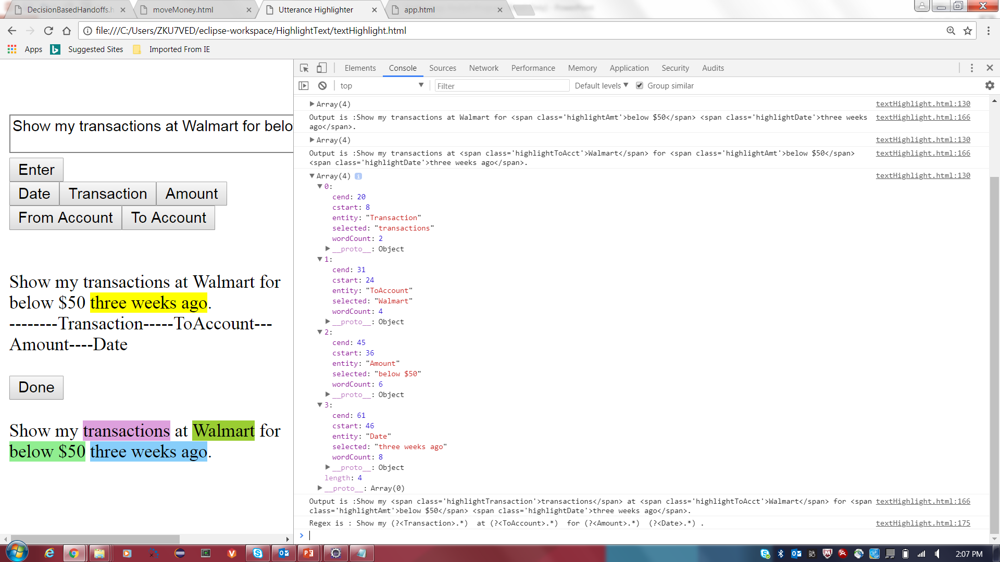 DecisionBasedHandoffs.h
moveMoney.html
Utterance Highlighter
app.html
file:///C:/Users/ZKU7VED/eclipse-workspace/HighlightText/textHighlight.html
Apps Suggested Sites Imported From IE
Elements Console Sources Network Performance Memory Application Security Audits
top Filter Default levels Group similar
Show my transactions at Walmart for belo
Enter
Date Transaction Amount
From Account To Account
Show my transactions at Walmart for
below $50 three weeks ago.
--------Transaction-----ToAccount---
Amount----Date
Done
Show my transactions at Walmart for
below $50 three weeks ago.
Array(4) textHighlight.html:130
Output is :Show my transactions at Walmart for <span class='highlightAmt'>below $50</span> <span class='highlightDate'>three weeks textHighlight.html:166
ago</span>.
Array(4) textHighlight.html:130
Output is :Show my transactions at <span class='highlightToAcct'>Walmart</span> for <span class='highlightAmt'>below $50</span> textHighlight.html:166
<span class='highlightDate'>three weeks ago</span>.
Array(4) i textHighlight.html:130
0:
cend: 20
cstart: 8
entity: "Transaction"
selected: "transactions"
wordCount: 2
__proto__: Object
1:
cend: 31
cstart: 24
entity: "ToAccount"
selected: "Walmart"
wordCount: 4
__proto__: Object
2:
cend: 45
cstart: 36
entity: "Amount"
selected: "below $50"
wordCount: 6
__proto__: Object
3:
cend: 61
cstart: 46
entity: "Date"
selected: "three weeks ago"
wordCount: 8
__proto__: Object
length: 4
__proto__: Array(0)
Output is :Show my <span class='highlightTransaction'>transactions</span> at <span class='highlightToAcct'>Walmart</span> for <span textHighlight.html:166
class='highlightAmt'>below $50</span> <span class='highlightDate'>three weeks ago</span>.
Regex is : Show my (?<Transaction>.*)  at (?<ToAccount>.*)  for (?<Amount>.*)  (?<Date>.*) . textHighlight.html:175
>
2:07 PM